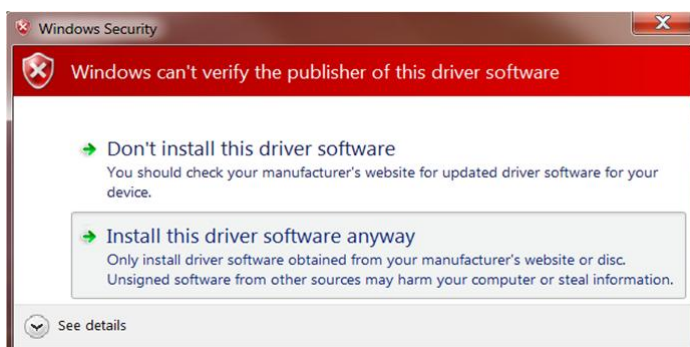 Windows Security
Windows can't verify the publisher of this driver software
Don't install this driver software
You should check your manufacturer's website for updated driver software for your
device.
Install this driver software anyway
Only install driver software obtained from your manufacturer's website or disc.
Unsigned software from other sources may harm your computer or steal information.
See details